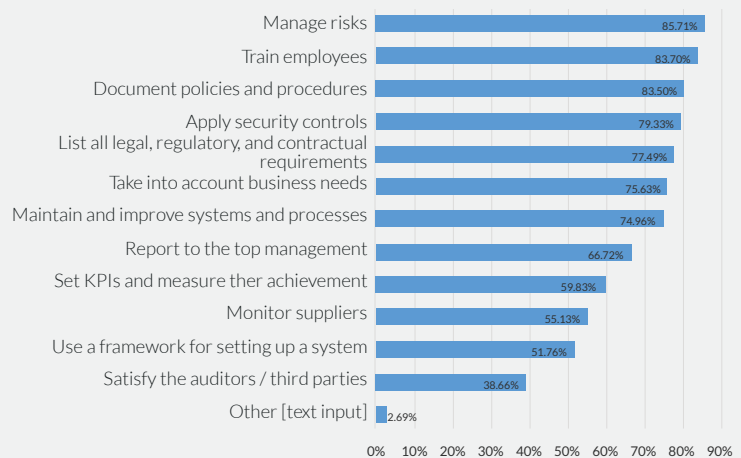 Manage risks 85.71%
Train employees 83.70%
Document policies and procedures 83.50%
Apply security controls 79.33%
List all legal, regulatory, and contractual
requirements 77.49%
Take into account business needs 75.63%
Maintain and improve systems and processes 74.96%
Report to the top management 66.72%
Set KPIs and measure ther achievement 59.83%
Monitor suppliers 55.13%
Use a framework for setting up a system 51.76%
Satisfy the auditors / third parties 38.66%
Other [text input] 2.69%
0% 10% 20% 30% 40% 50% 60% 70% 80% 90%